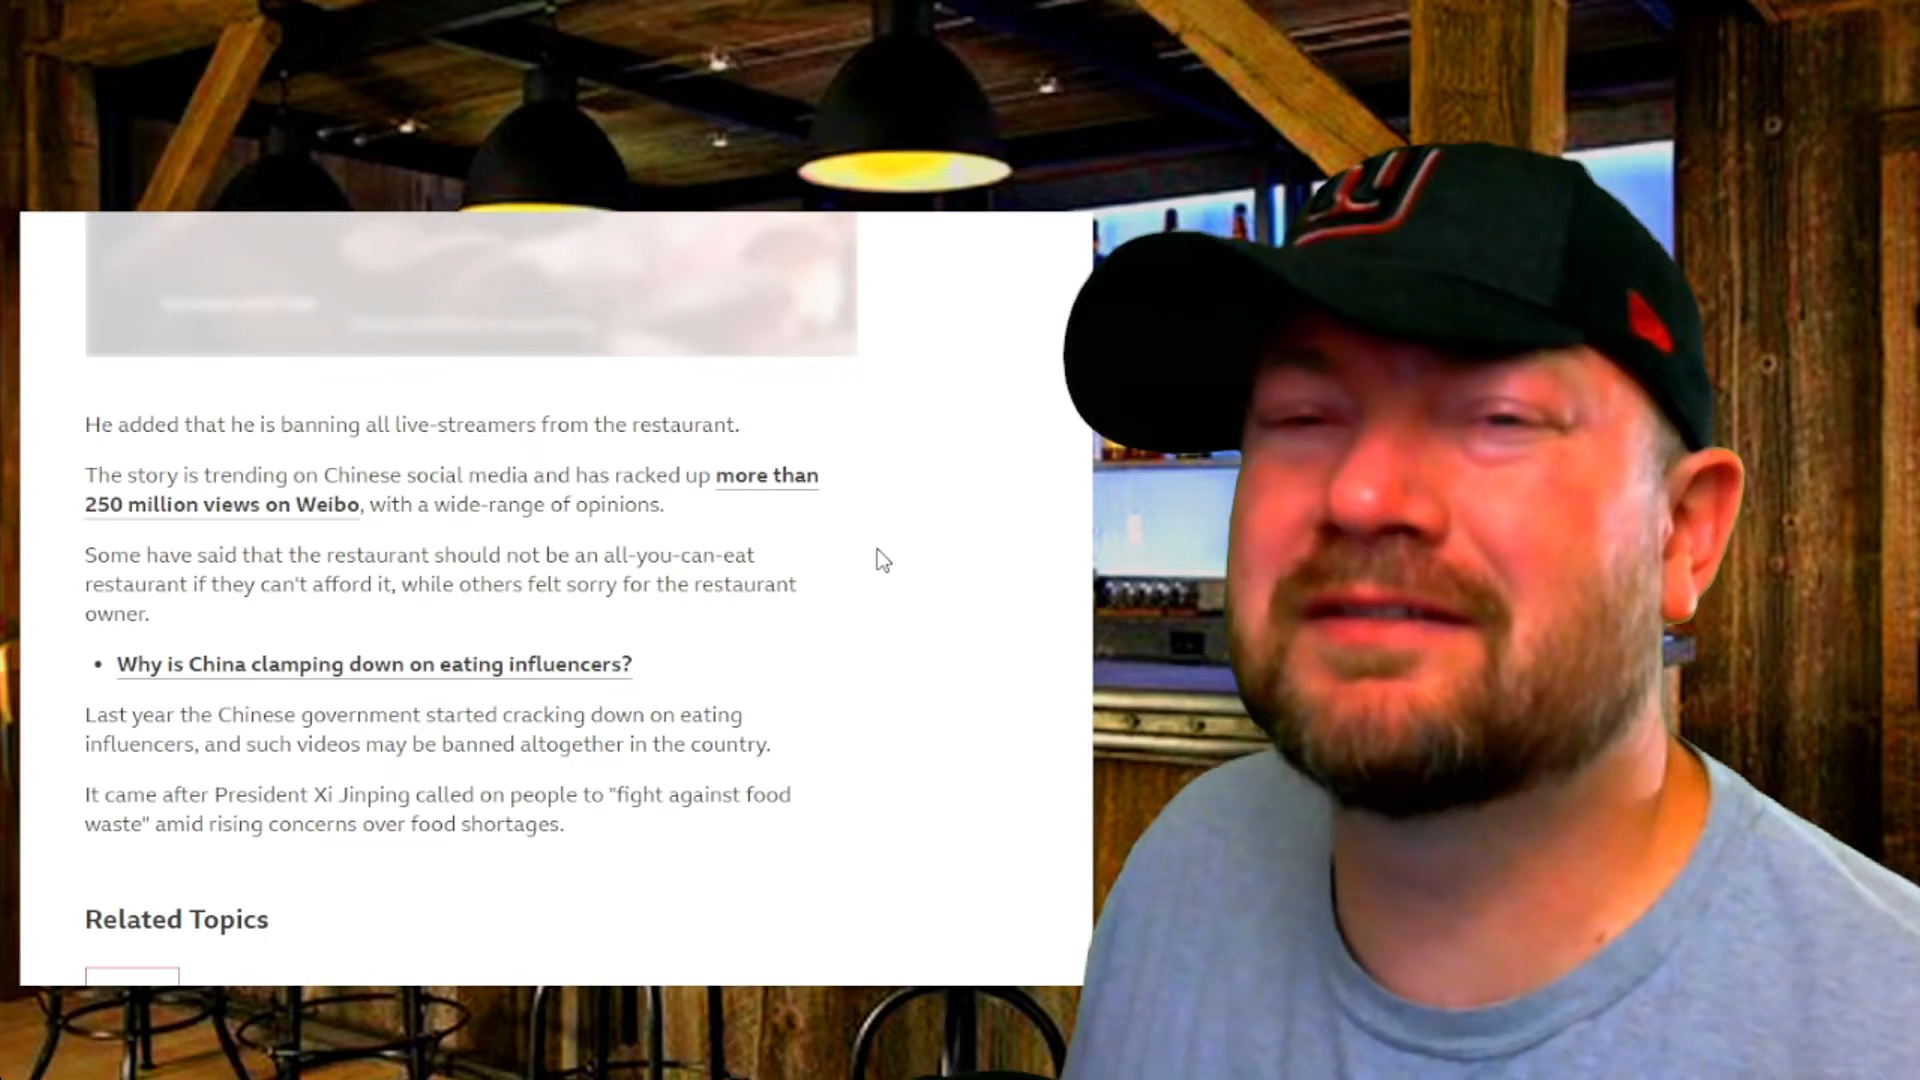 He added that he is banning all live-streamers from the restaurant.
The story is trending on Chinese social media and has racked up more than
250 million views on Weibo, with a wide-range of opinions.
Some have said that the restaurant should not be an all-you-can-eat
restaurant if they can't afford it, while others felt sorry for the restaurant
owner.
• Why is China clamping down on eating influencers?
Last year the Chinese government started cracking down on eating
influencers, and such videos may be banned altogether in the country.
It came after President Xi Jinping called on people to "fight against food
waste" amid rising concerns over food shortages.
Related Topics
NY